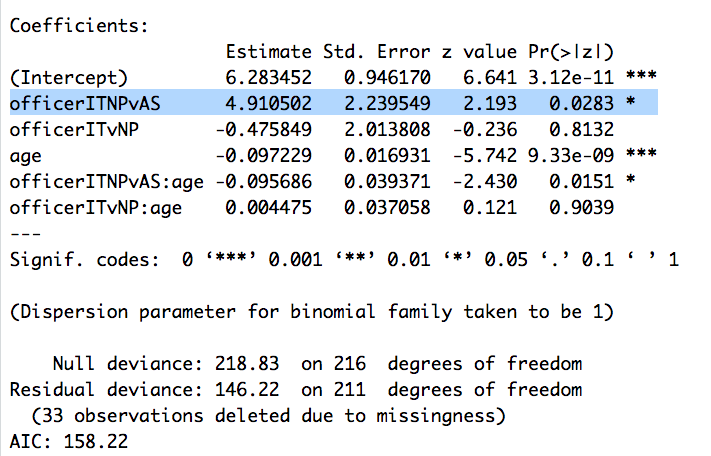 Coefficients:
                  Estimate Std. Error z value Pr(>|z|)
(Intercept)       6.283452   0.946170   6.641 3.12e-11 ***
officerITNPvAS    4.910502   2.239549   2.193   0.0283 *
officerITvNP     -0.475849   2.013808  -0.236   0.8132
age              -0.097229   0.016931  -5.742 9.33e-09 ***
officerITNPvAS:age -0.095686   0.039371  -2.430   0.0151 *
officerITvNP:age  0.004475   0.037058   0.121   0.9039
---
Signif. codes:  0 ‘***’ 0.001 ‘**’ 0.01 ‘*’ 0.05 ‘.’ 0.1 ‘ ’ 1
(Dispersion parameter for binomial family taken to be 1)
    Null deviance: 218.83  on 216  degrees of freedom
Residual deviance: 146.22  on 211  degrees of freedom
  (33 observations deleted due to missingness)
AIC: 158.22